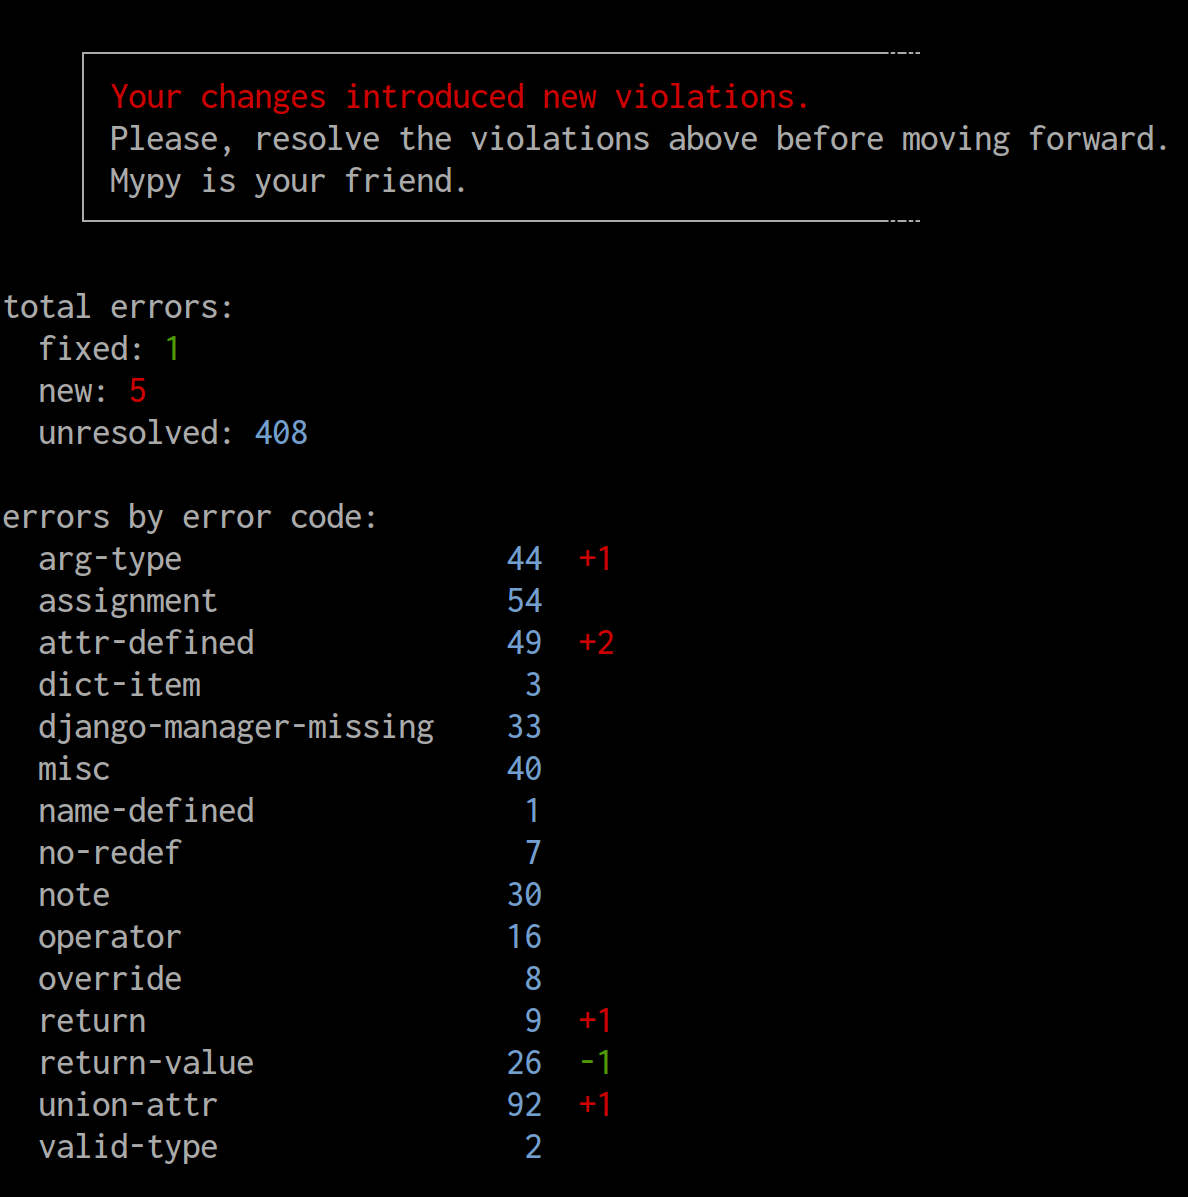 Your changes introduced new violations.
Please, resolve the violations above before moving forward.
Mypy is your friend.
total errors:
fixed: 1
new: 5
unresolved: 408
errors by error code:
arg-type 44 +1
assignment 54
attr-defined 49 +2
dict-item 3
django-manager-missing 33
misc 40
name-defined 1
no-redef 7
note 30
operator 16
override 8
return 9 +1
return-value 26 -1
union-attr 92 +1
valid-type 2